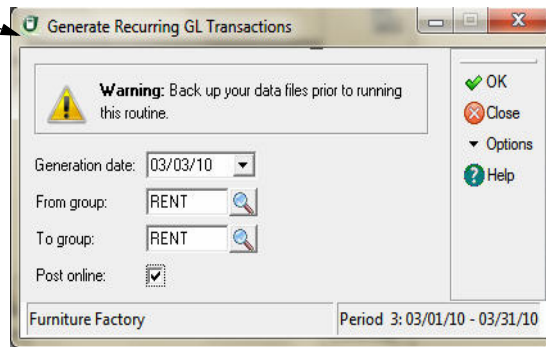 Generate Recurring GL Transactions
Warning: Back up your data files prior to running
this routine.
Generation date: 03/03/10
From group: RENT
To group: RENT
Post online:
OK
Close
Options
Help
Furniture Factory
Period 3: 03/01/10 - 03/31/10